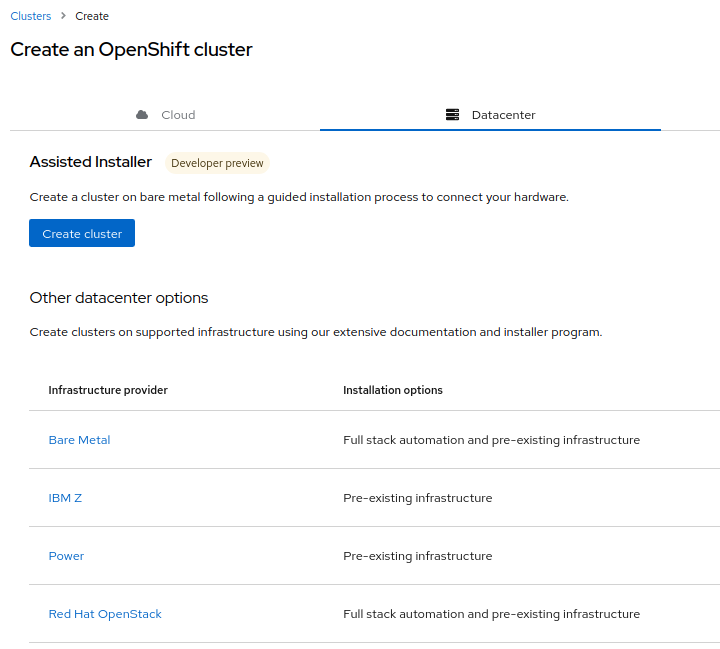 Clusters > Create
Create an OpenShift cluster
Cloud Datacenter
Assisted Installer Developer preview
Create a cluster on bare metal following a guided installation process to connect your hardware.
Create cluster
Other datacenter options
Create clusters on supported infrastructure using our extensive documentation and installer program.
Infrastructure provider Installation options
Bare Metal Full stack automation and pre-existing infrastructure
IBM Z Pre-existing infrastructure
Power Pre-existing infrastructure
Red Hat OpenStack Full stack automation and pre-existing infrastructure